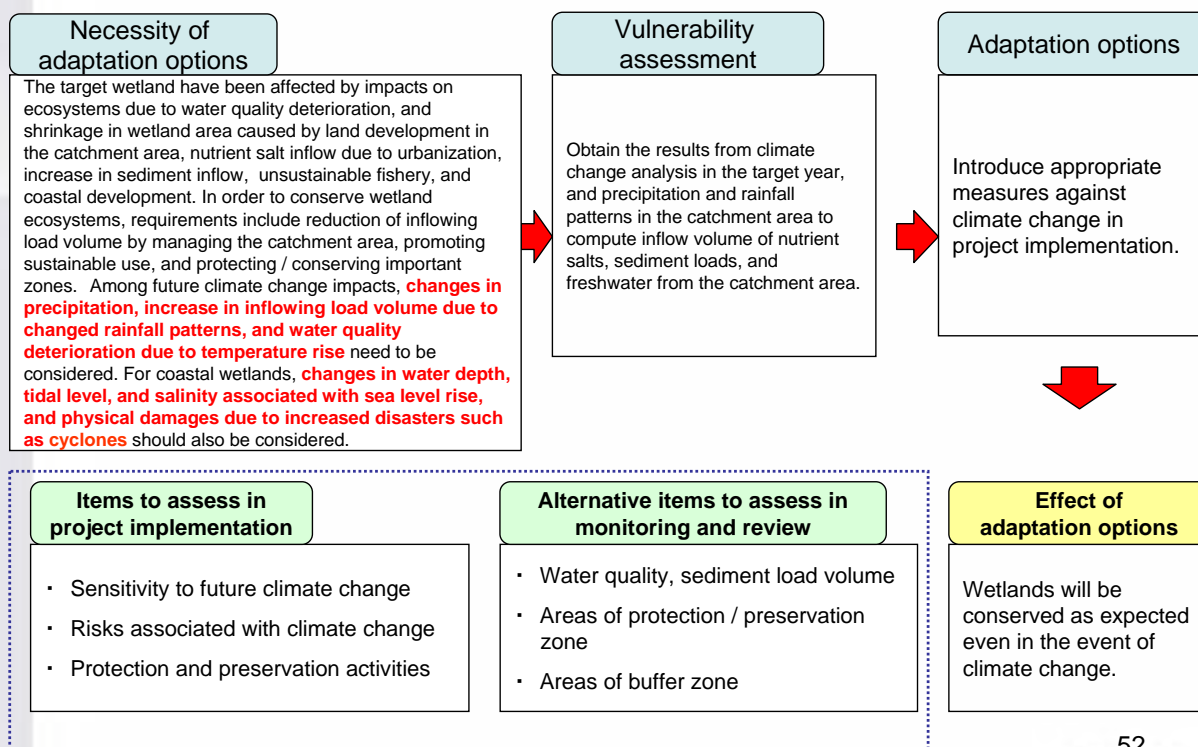 Necessity of
adaptation options
The target wetland have been affected by impacts on
ecosystems due to water quality deterioration, and
shrinkage in wetland area caused by land development in
the catchment area, nutrient salt inflow due to urbanization,
increase in sediment inflow, unsustainable fishery, and
coastal development. In order to conserve wetland
ecosystems, requirements include reduction of inflowing
load volume by managing the catchment area, promoting
sustainable use, and protecting / conserving important
zones. Among future climate change impacts, changes in
precipitation, increase in inflowing load volume due to
changed rainfall patterns, and water quality
deterioration due to temperature rise need to be
considered. For coastal wetlands, changes in water depth,
tidal level, and salinity associated with sea level rise,
and physical damages due to increased disasters such
as cyclones should also be considered.
Vulnerability
assessment
Obtain the results from climate
change analysis in the target year,
and precipitation and rainfall
patterns in the catchment area to
compute inflow volume of nutrient
salts, sediment loads, and
freshwater from the catchment area.
Adaptation options
Introduce appropriate
measures against
climate change in
project implementation.
Items to assess in
project implementation
・ Sensitivity to future climate change
・ Risks associated with climate change
・ Protection and preservation activities
Alternative items to assess in
monitoring and review
・ Water quality, sediment load volume
・ Areas of protection / preservation
zone
・ Areas of buffer zone
Effect of
adaptation options
Wetlands will be
conserved as expected
even in the event of
climate change.
52